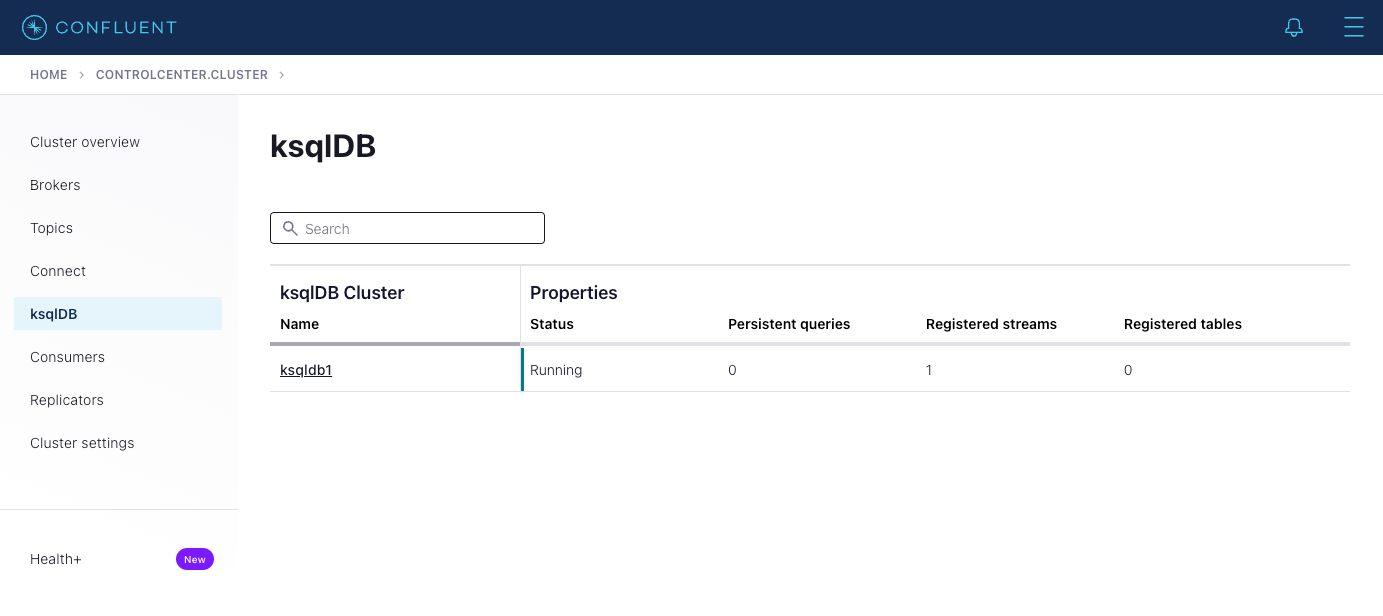 CONFLUENT
HOME > CONTROLCENTER.CLUSTER >
Cluster overview
Brokers
Topics
Connect
ksqlDB
Consumers
Replicators
Cluster settings
Health+ New
ksqlDB
Search
ksqlDB Cluster Properties
Name Status Persistent queries Registered streams Registered tables
ksqldb1 Running 0 1 0